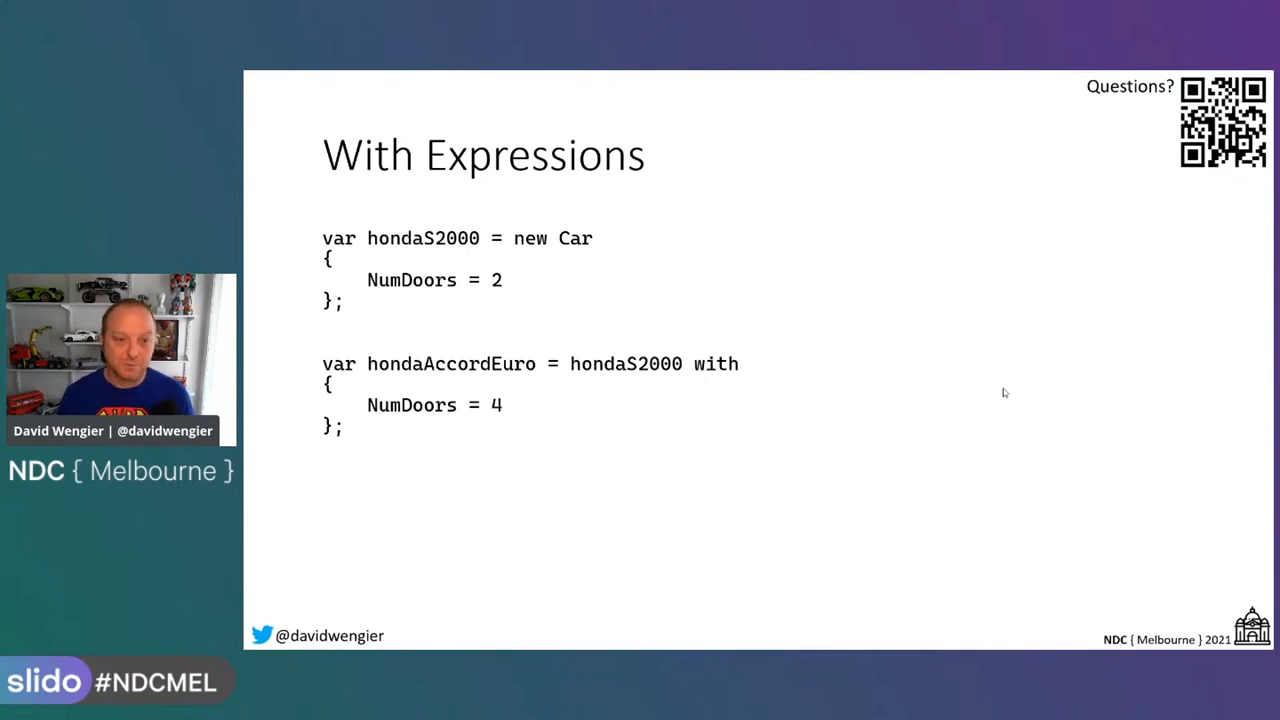 Questions?
With Expressions
var hondaS2000 = new Car
{
    NumDoors = 2
};
var hondaAccordEuro = hondaS2000 with
{
    NumDoors = 4
};
David Wengier | @davidwengier
NDC { Melbourne }
@davidwengier
NDC { Melbourne } 2021
slido #NDCMEL